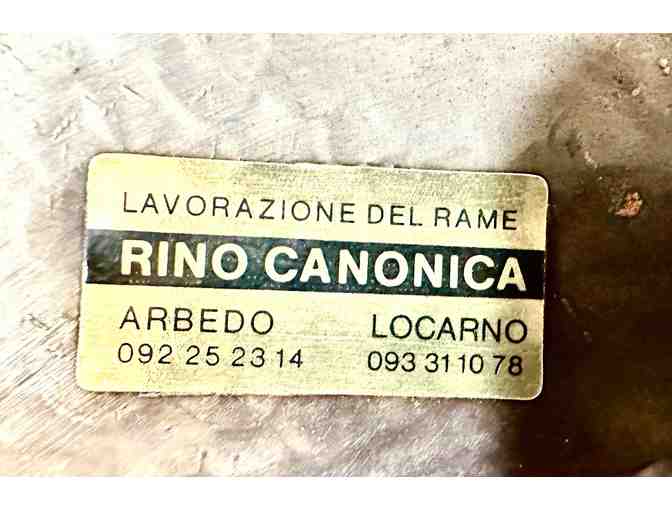 LAVORAZIONE DEL RAME
RINO CANONICA
ARBEDO LOCARNO
092 25 23 14 093 31 10 78